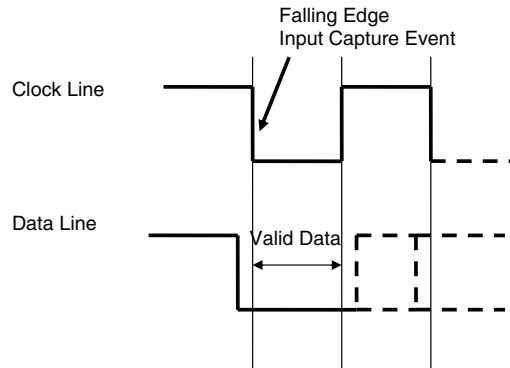 Falling Edge
Input Capture Event
Clock Line
Data Line
Valid Data